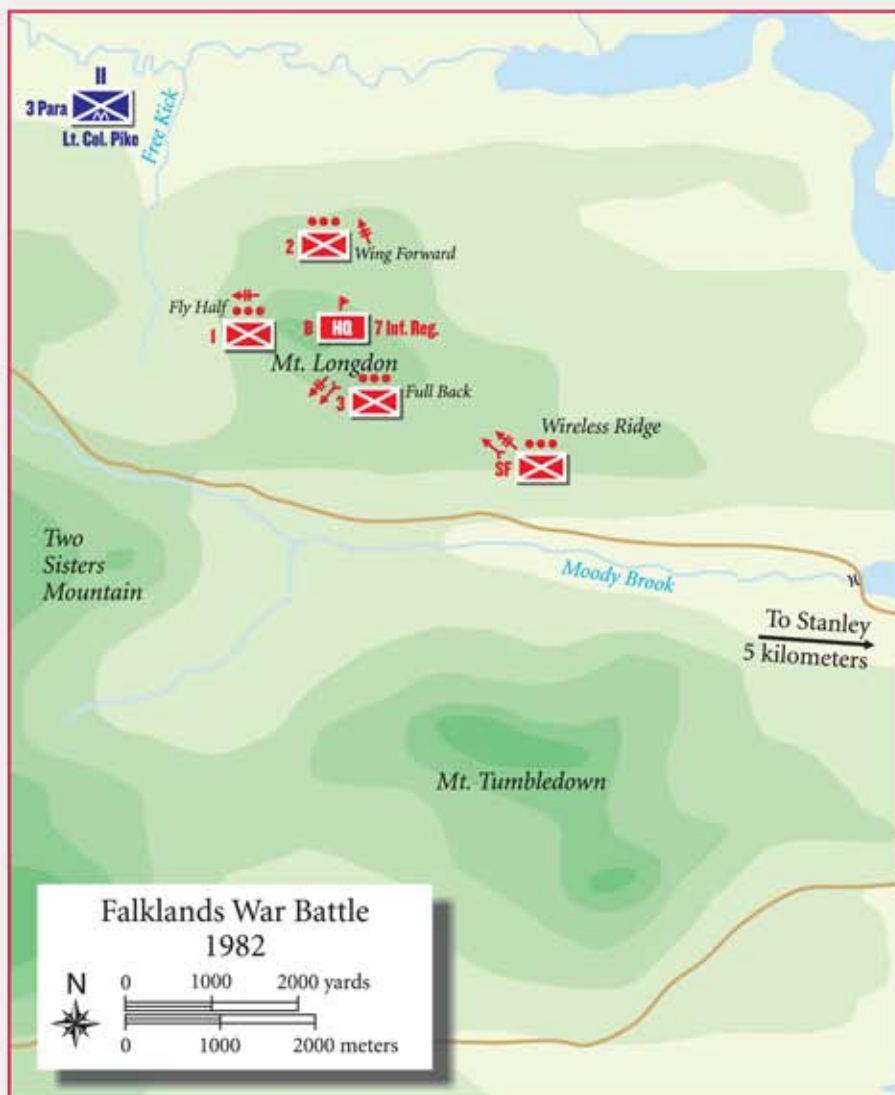 II
3 Para
Lt. Col. Pike
Free Kick
2
Wing Forward
Fly Half
1
B HQ 7 Inf. Reg.
Mt. Longdon
3
Full Back
Wireless Ridge
SF
Two
Sisters
Mountain
Moody Brook
To Stanley
5 kilometers
Mt. Tumbledown
Falklands War Battle
1982
N
0 1000 2000 yards
0 1000 2000 meters